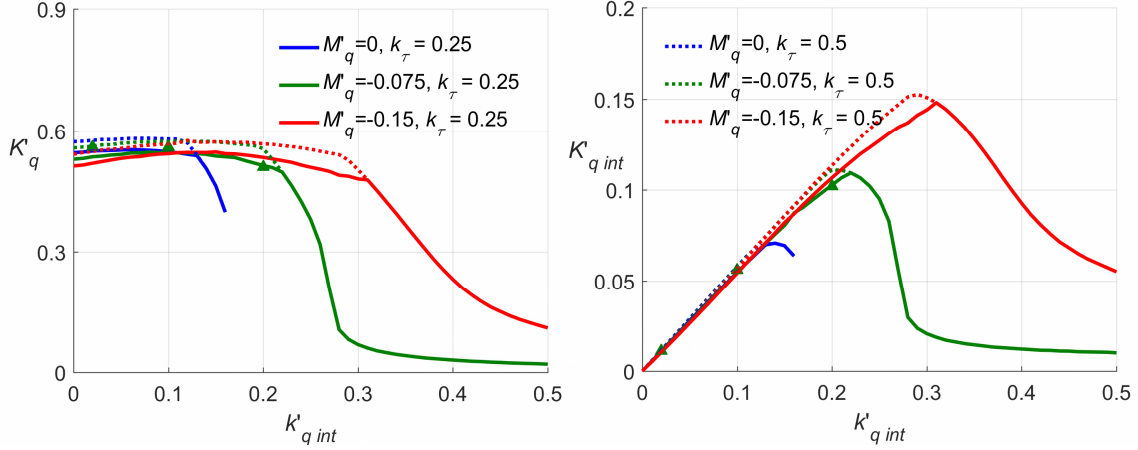 0.9
0.6
0.3
0
K'q
M'q=0, kτ = 0.25
M'q=-0.075, kτ = 0.25
M'q=-0.15, kτ = 0.25
0 0.1 0.2 0.3 0.4 0.5
k'q int
0.2
0.15
0.1
0.05
0
K'q int
M'q=0, kτ = 0.5
M'q=-0.075, kτ = 0.5
M'q=-0.15, kτ = 0.5
0 0.1 0.2 0.3 0.4 0.5
k'q int